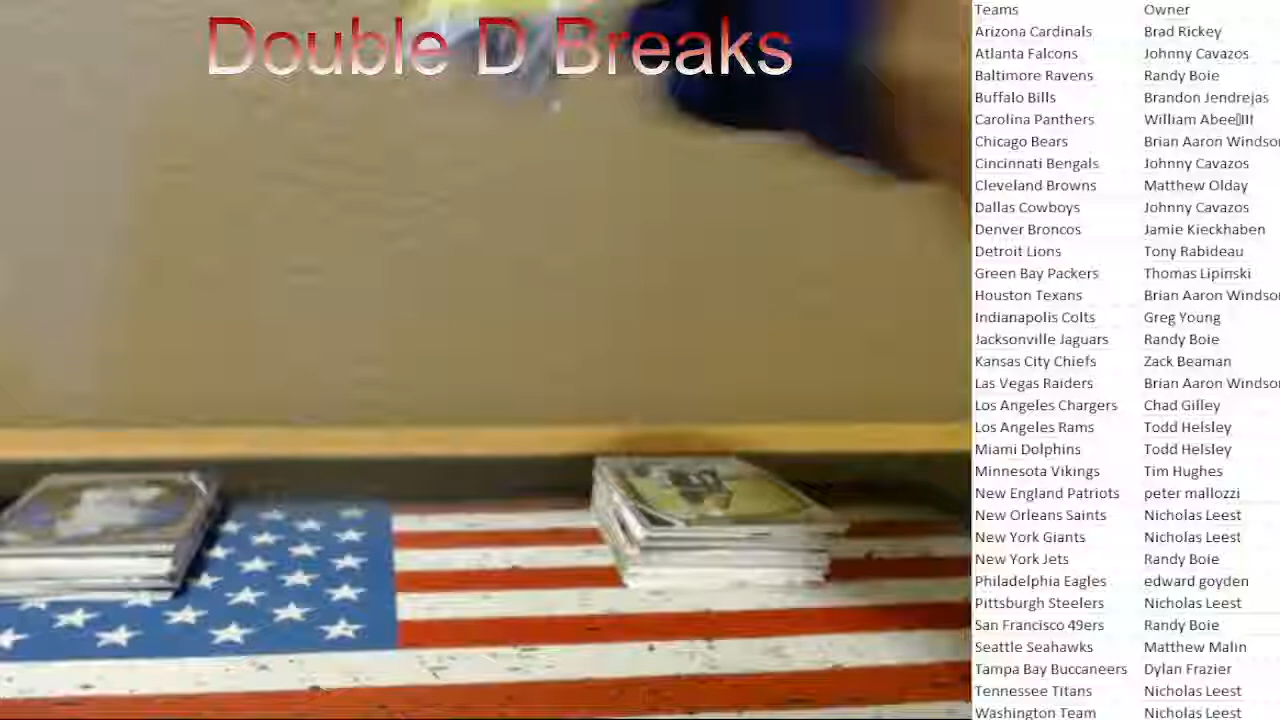 Double D Breaks
Teams Owner
Arizona Cardinals Brad Rickey
Atlanta Falcons Johnny Cavazos
Baltimore Ravens Randy Boie
Buffalo Bills Brandon Jendrejas
Carolina Panthers William Abee▯III
Chicago Bears Brian Aaron Windsor
Cincinnati Bengals Johnny Cavazos
Cleveland Browns Matthew Olday
Dallas Cowboys Johnny Cavazos
Denver Broncos Jamie Kieckhaben
Detroit Lions Tony Rabideau
Green Bay Packers Thomas Lipinski
Houston Texans Brian Aaron Windsor
Indianapolis Colts Greg Young
Jacksonville Jaguars Randy Boie
Kansas City Chiefs Zack Beaman
Las Vegas Raiders Brian Aaron Windsor
Los Angeles Chargers Chad Gilley
Los Angeles Rams Todd Helsley
Miami Dolphins Todd Helsley
Minnesota Vikings Tim Hughes
New England Patriots peter mallozzi
New Orleans Saints Nicholas Leest
New York Giants Nicholas Leest
New York Jets Randy Boie
Philadelphia Eagles edward goyden
Pittsburgh Steelers Nicholas Leest
San Francisco 49ers Randy Boie
Seattle Seahawks Matthew Malin
Tampa Bay Buccaneers Dylan Frazier
Tennessee Titans Nicholas Leest
Washington Team Nicholas Leest